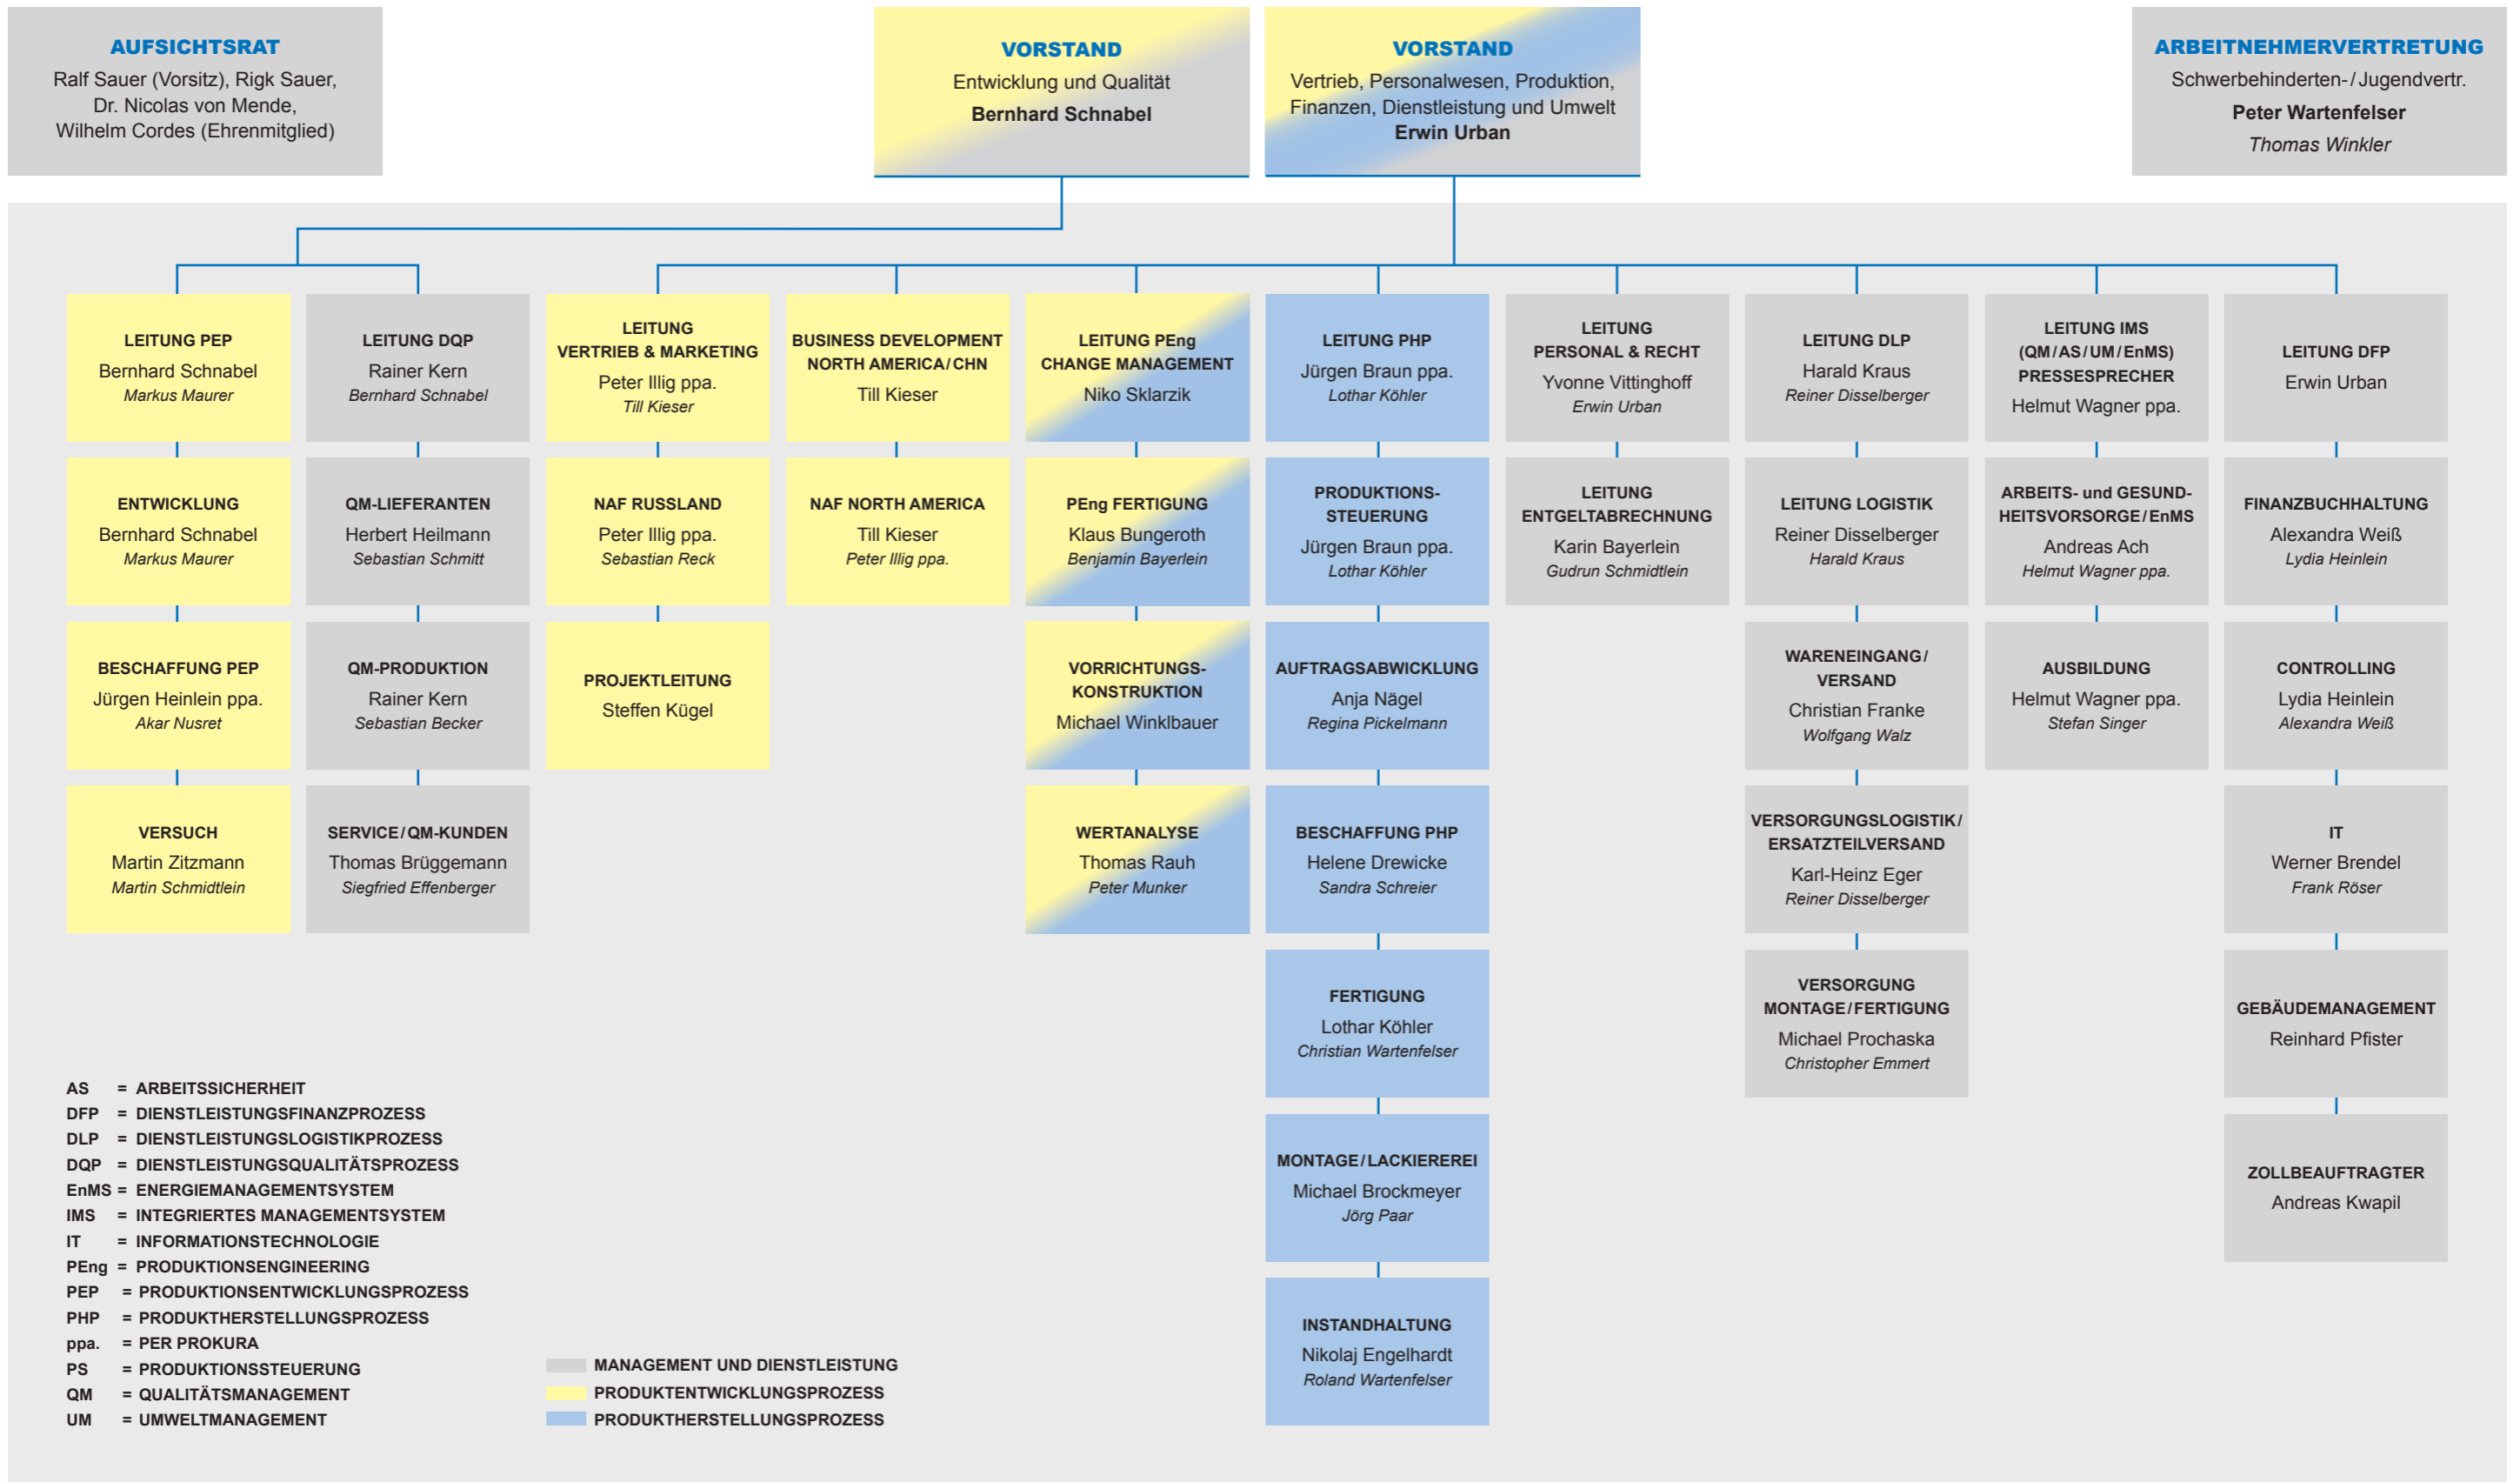 AUFSICHTSRAT
Ralf Sauer (Vorsitz), Rigk Sauer,
Dr. Nicolas von Mende,
Wilhelm Cordes (Ehrenmitglied)
VORSTAND
Entwicklung und Qualität
Bernhard Schnabel
VORSTAND
Vertrieb, Personalwesen, Produktion,
Finanzen, Dienstleistung und Umwelt
Erwin Urban
ARBEITNEHMERVERTRETUNG
Schwerbehinderten-/Jugendvertr.
Peter Wartenfelser
Thomas Winkler
LEITUNG PEP
Bernhard Schnabel
Markus Maurer
LEITUNG DQP
Rainer Kern
Bernhard Schnabel
LEITUNG
VERTRIEB & MARKETING
Peter Illig ppa.
Till Kieser
BUSINESS DEVELOPMENT
NORTH AMERICA/CHN
Till Kieser
LEITUNG PEng
CHANGE MANAGEMENT
Niko Sklarzik
LEITUNG PHP
Jürgen Braun ppa.
Lothar Köhler
LEITUNG
PERSONAL & RECHT
Yvonne Vittinghoff
Erwin Urban
LEITUNG DLP
Harald Kraus
Reiner Disselberger
LEITUNG IMS
(QM/AS/UM/EnMS)
PRESSESPRECHER
Helmut Wagner ppa.
LEITUNG DFP
Erwin Urban
ENTWICKLUNG
Bernhard Schnabel
Markus Maurer
QM-LIEFERANTEN
Herbert Heilmann
Sebastian Schmitt
NAF RUSSLAND
Peter Illig ppa.
Sebastian Reck
NAF NORTH AMERICA
Till Kieser
Peter Illig ppa.
PEng FERTIGUNG
Klaus Bungeroth
Benjamin Bayerlein
PRODUKTIONS-
STEUERUNG
Jürgen Braun ppa.
Lothar Köhler
LEITUNG
ENTGELTABRECHNUNG
Karin Bayerlein
Gudrun Schmidtlein
LEITUNG LOGISTIK
Reiner Disselberger
Harald Kraus
ARBEITS- und GESUND-
HEITSVORSORGE/EnMS
Andreas Ach
Helmut Wagner ppa.
FINANZBUCHHALTUNG
Alexandra Weiß
Lydia Heinlein
BESCHAFFUNG PEP
Jürgen Heinlein ppa.
Akar Nusret
QM-PRODUKTION
Rainer Kern
Sebastian Becker
PROJEKTLEITUNG
Steffen Kügel
VORRICHTUNGS-
KONSTRUKTION
Michael Winklbauer
AUFTRAGSABWICKLUNG
Anja Nägel
Regina Pickelmann
WARENEINGANG/
VERSAND
Christian Franke
Wolfgang Walz
AUSBILDUNG
Helmut Wagner ppa.
Stefan Singer
CONTROLLING
Lydia Heinlein
Alexandra Weiß
VERSUCH
Martin Zitzmann
Martin Schmidtlein
SERVICE/QM-KUNDEN
Thomas Brüggemann
Siegfried Effenberger
WERTANALYSE
Thomas Rauh
Peter Munker
BESCHAFFUNG PHP
Helene Drewicke
Sandra Schreier
VERSORGUNGSLOGISTIK/
ERSATZTEILVERSAND
Karl-Heinz Eger
Reiner Disselberger
IT
Werner Brendel
Frank Röser
FERTIGUNG
Lothar Köhler
Christian Wartenfelser
VERSORGUNG
MONTAGE/FERTIGUNG
Michael Prochaska
Christopher Emmert
GEBÄUDEMANAGEMENT
Reinhard Pfister
MONTAGE/LACKIEREREI
Michael Brockmeyer
Jörg Paar
ZOLLBEAUFTRAGTER
Andreas Kwapil
INSTANDHALTUNG
Nikolaj Engelhardt
Roland Wartenfelser
AS = ARBEITSSICHERHEIT
DFP = DIENSTLEISTUNGSFINANZPROZESS
DLP = DIENSTLEISTUNGSLOGISTIKPROZESS
DQP = DIENSTLEISTUNGSQUALITÄTSPROZESS
EnMS = ENERGIEMANAGEMENTSYSTEM
IMS = INTEGRIERTES MANAGEMENTSYSTEM
IT = INFORMATIONSTECHNOLOGIE
PEng = PRODUKTIONSENGINEERING
PEP = PRODUKTIONSENTWICKLUNGSPROZESS
PHP = PRODUKTHERSTELLUNGSPROZESS
ppa. = PER PROKURA
PS = PRODUKTIONSSTEUERUNG
QM = QUALITÄTSMANAGEMENT
UM = UMWELTMANAGEMENT
MANAGEMENT UND DIENSTLEISTUNG
PRODUKTENTWICKLUNGSPROZESS
PRODUKTHERSTELLUNGSPROZESS